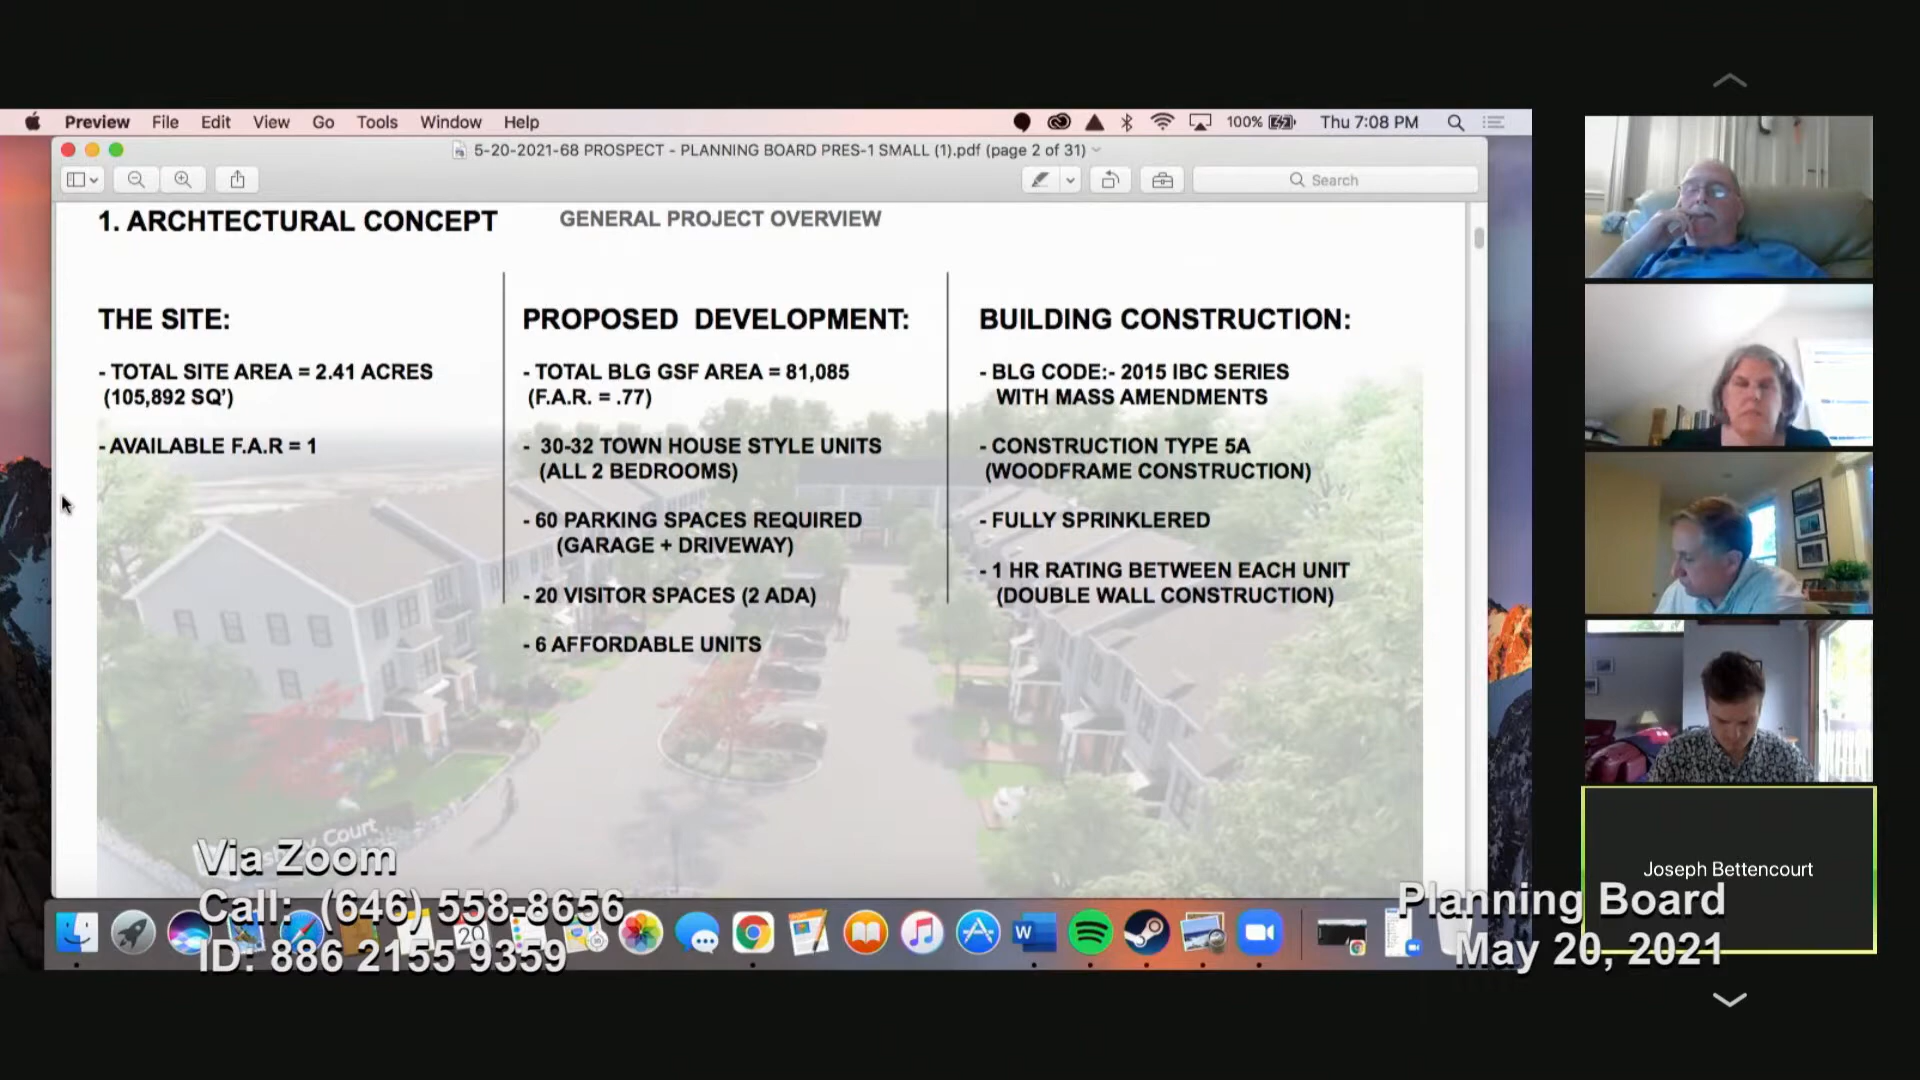 Preview File Edit View Go Tools Window Help 100% Thu 7:08 PM
5-20-2021-68 PROSPECT - PLANNING BOARD PRES-1 SMALL (1).pdf (page 2 of 31)
Search
1. ARCHTECTURAL CONCEPT GENERAL PROJECT OVERVIEW
THE SITE:
- TOTAL SITE AREA = 2.41 ACRES
(105,892 SQ')
- AVAILABLE F.A.R = 1
PROPOSED DEVELOPMENT:
- TOTAL BLG GSF AREA = 81,085
(F.A.R. = .77)
- 30-32 TOWN HOUSE STYLE UNITS
(ALL 2 BEDROOMS)
- 60 PARKING SPACES REQUIRED
(GARAGE + DRIVEWAY)
- 20 VISITOR SPACES (2 ADA)
- 6 AFFORDABLE UNITS
BUILDING CONSTRUCTION:
- BLG CODE:- 2015 IBC SERIES
WITH MASS AMENDMENTS
- CONSTRUCTION TYPE 5A
(WOODFRAME CONSTRUCTION)
- FULLY SPRINKLERED
- 1 HR RATING BETWEEN EACH UNIT
(DOUBLE WALL CONSTRUCTION)
Court
Via Zoom
Call: (646) 558-8656
ID: 886 2155 9359
20
W
Joseph Bettencourt
Planning Board
May 20, 2021